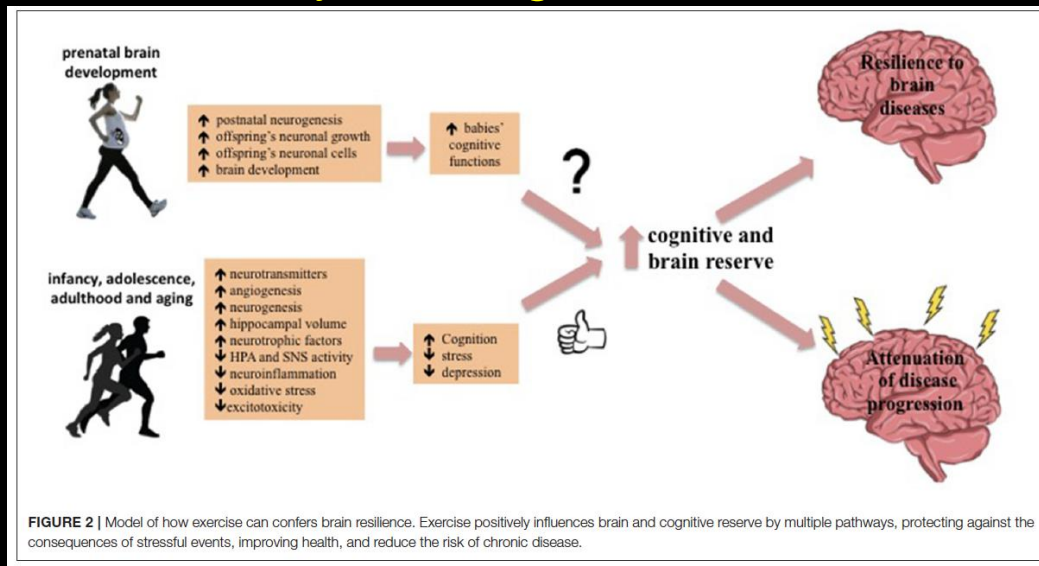 prenatal brain
development
↑ postnatal neurogenesis
↑ offspring's neuronal growth
↑ offspring's neuronal cells
↑ brain development
↑ babies'
cognitive
functions
?
infancy, adolescence,
adulthood and aging
↑ neurotransmitters
↑ angiogenesis
↑ neurogenesis
↑ hippocampal volume
↑ neurotrophic factors
↓ HPA and SNS activity
↓ neuroinflammation
↓ oxidative stress
↓ excitotoxicity
↑ Cognition
↓ stress
↓ depression
cognitive and
brain reserve
Resilience to
brain
diseases
Attenuation
of disease
progression
FIGURE 2 | Model of how exercise can confers brain resilience. Exercise positively influences brain and cognitive reserve by multiple pathways, protecting against the
consequences of stressful events, improving health, and reduce the risk of chronic disease.